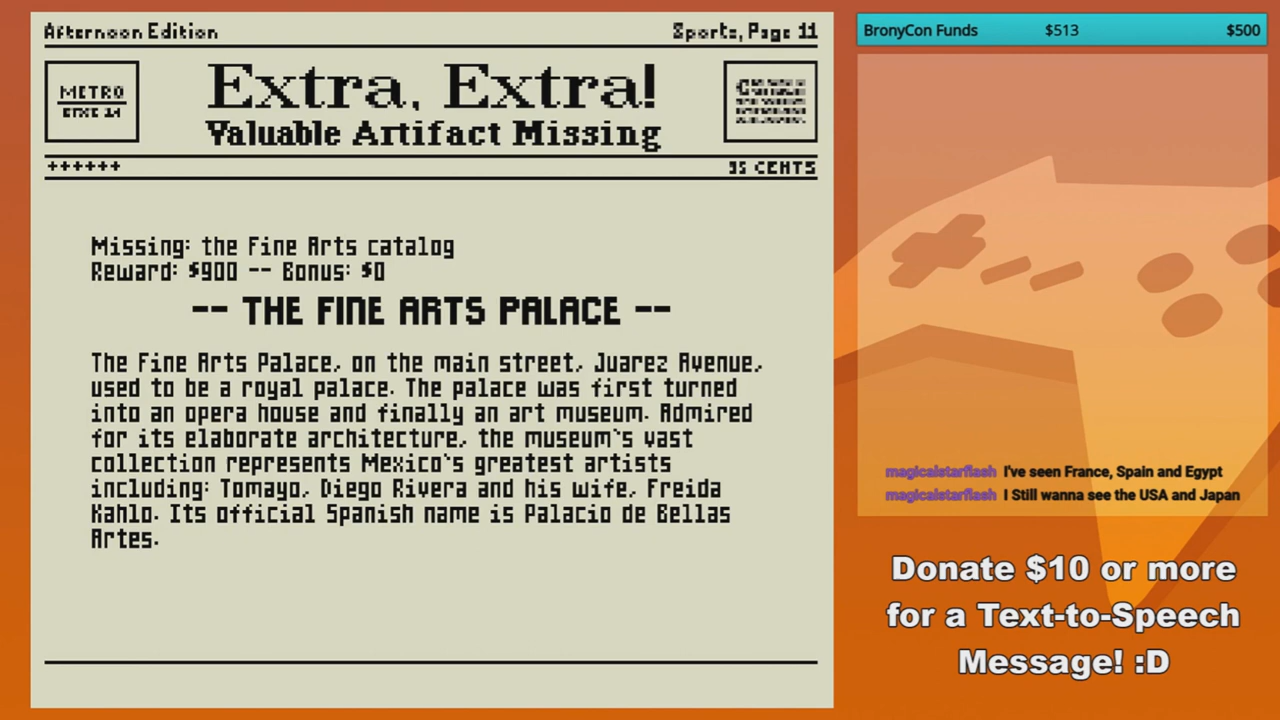 Afternoon Edition
Sports, Page 11
METRO
Extra, Extra!
Valuable Artifact Missing
++++++
35 CENTS
Missing: the Fine Arts catalog
Reward: $900 -- Bonus: $0
-- THE FINE ARTS PALACE --
The Fine Arts Palace, on the main street, Juarez Avenue,
used to be a royal palace. The palace was first turned
into an opera house and finally an art museum. Admired
for its elaborate architecture, the museum's vast
collection represents Mexico's greatest artists
including: Tomayo, Diego Rivera and his wife, Freida
Kahlo. Its official Spanish name is Palacio de Bellas
Artes.
BronyCon Funds $513 $500
magicalstarflash I've seen France, Spain and Egypt
magicalstarflash I Still wanna see the USA and Japan
Donate $10 or more
for a Text-to-Speech
Message! :D